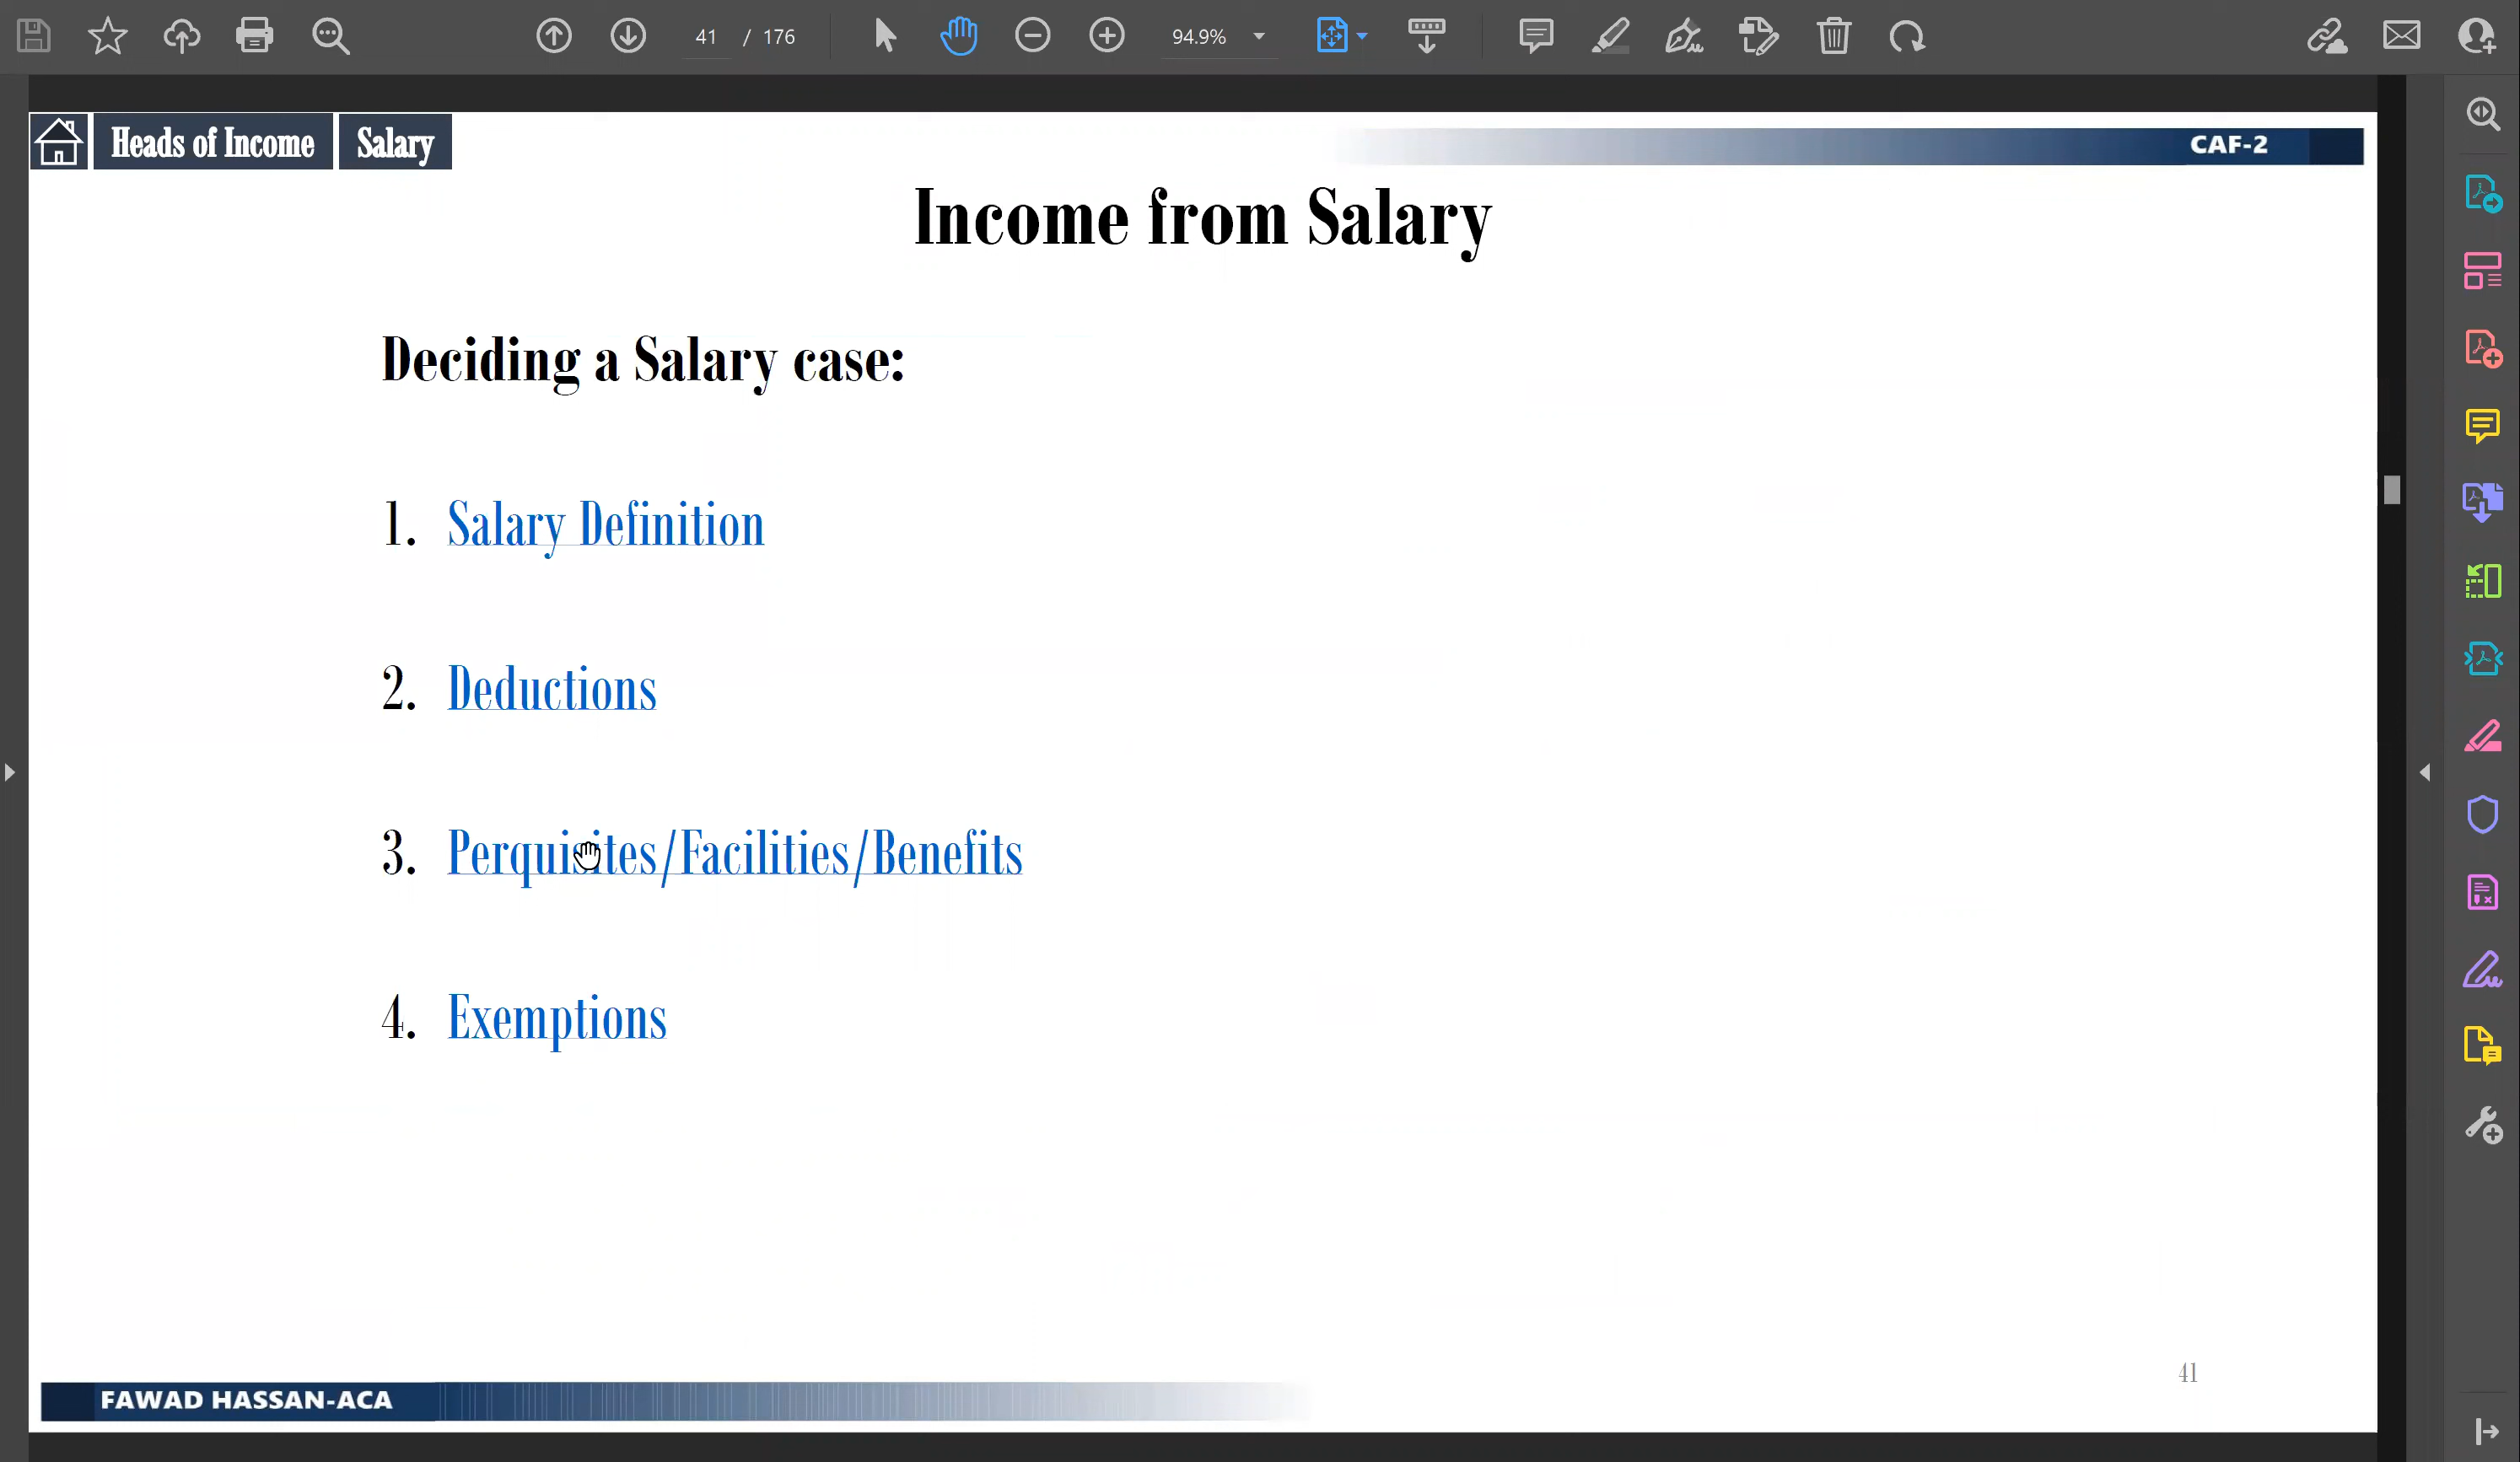 41 / 176 94.9%
Heads of Income Salary CAF-2
Income from Salary
Deciding a Salary case:
1. Salary Definition
2. Deductions
3. Perquisites/Facilities/Benefits
4. Exemptions
41
FAWAD HASSAN-ACA